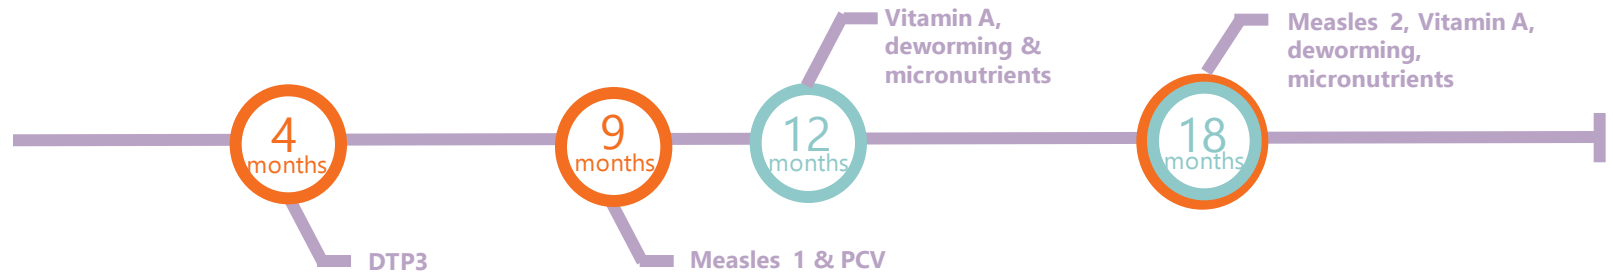 4
months
DTP3
9
months
Measles 1 & PCV
12
months
Vitamin A,
deworming &
micronutrients
18
months
Measles 2, Vitamin A,
deworming,
micronutrients